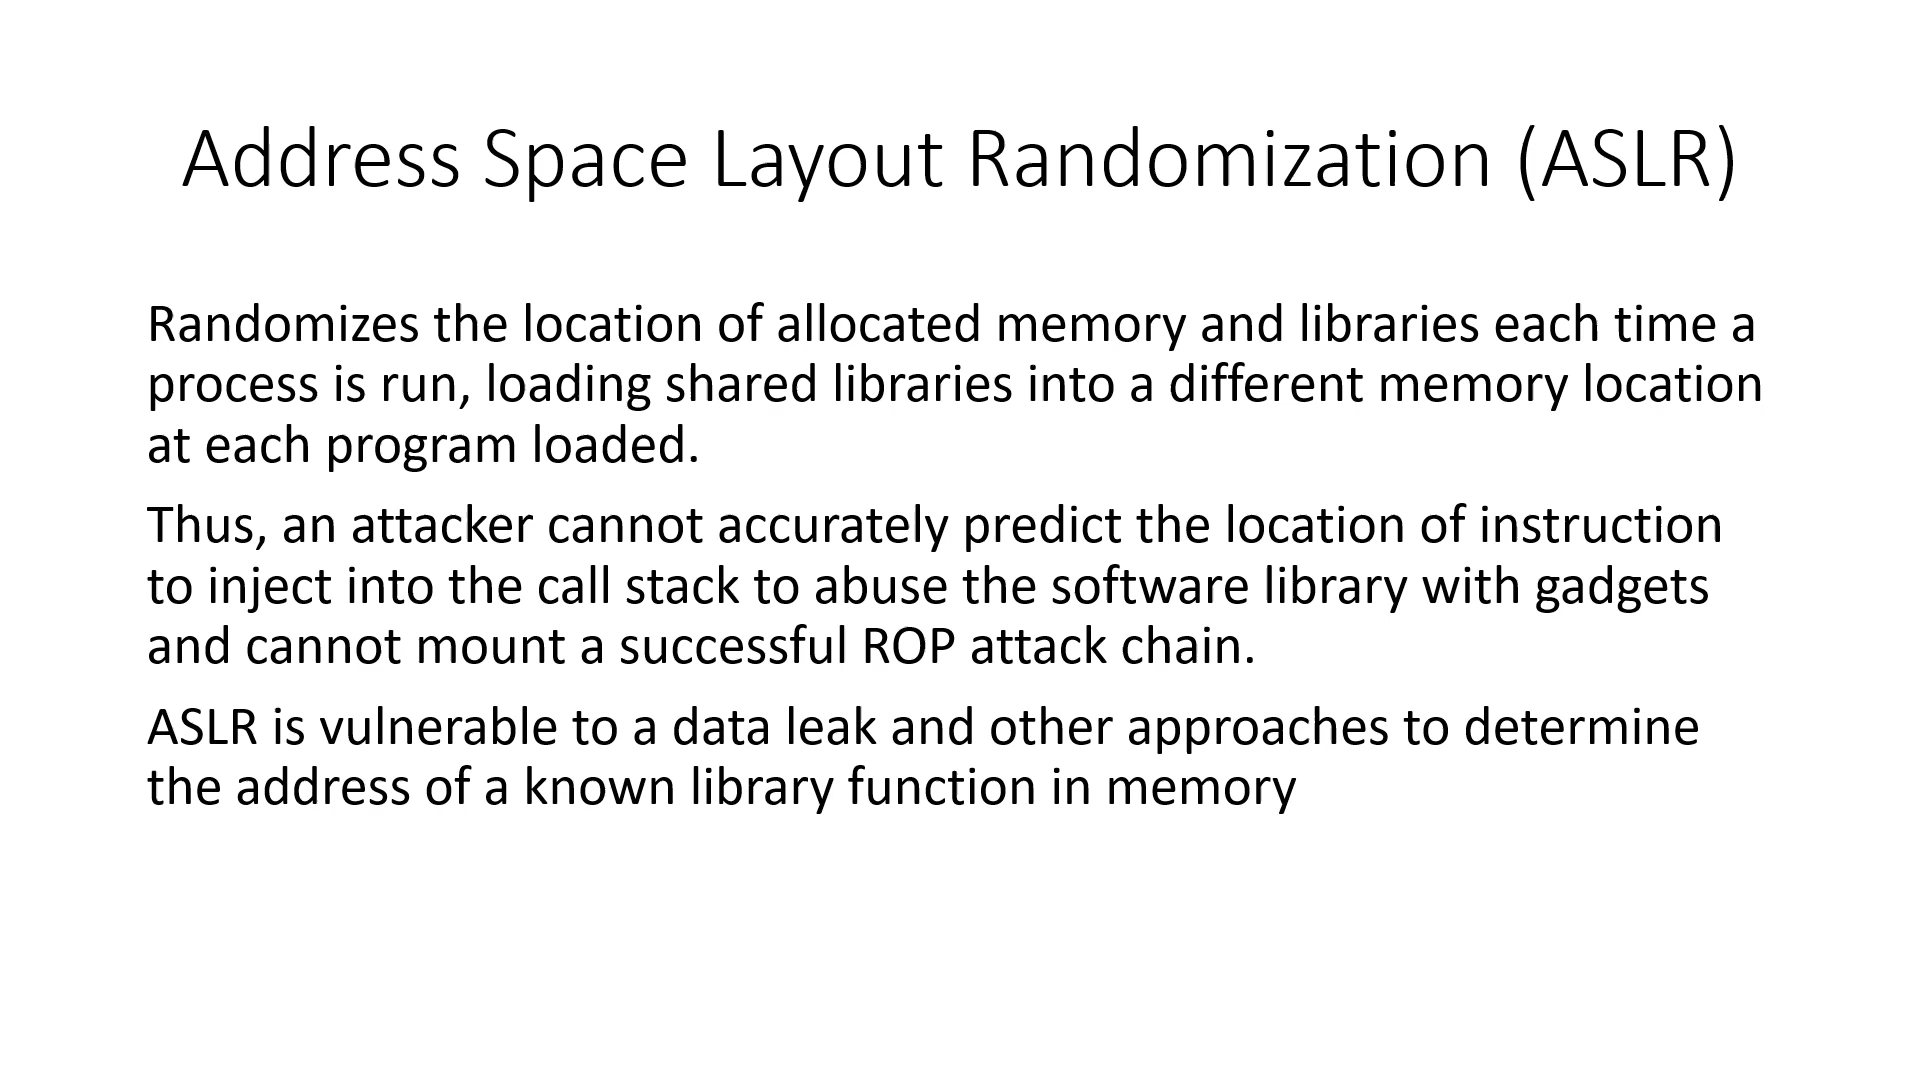 Address Space Layout Randomization (ASLR)
Randomizes the location of allocated memory and libraries each time a
process is run, loading shared libraries into a different memory location
at each program loaded.
Thus, an attacker cannot accurately predict the location of instruction
to inject into the call stack to abuse the software library with gadgets
and cannot mount a successful ROP attack chain.
ASLR is vulnerable to a data leak and other approaches to determine
the address of a known library function in memory